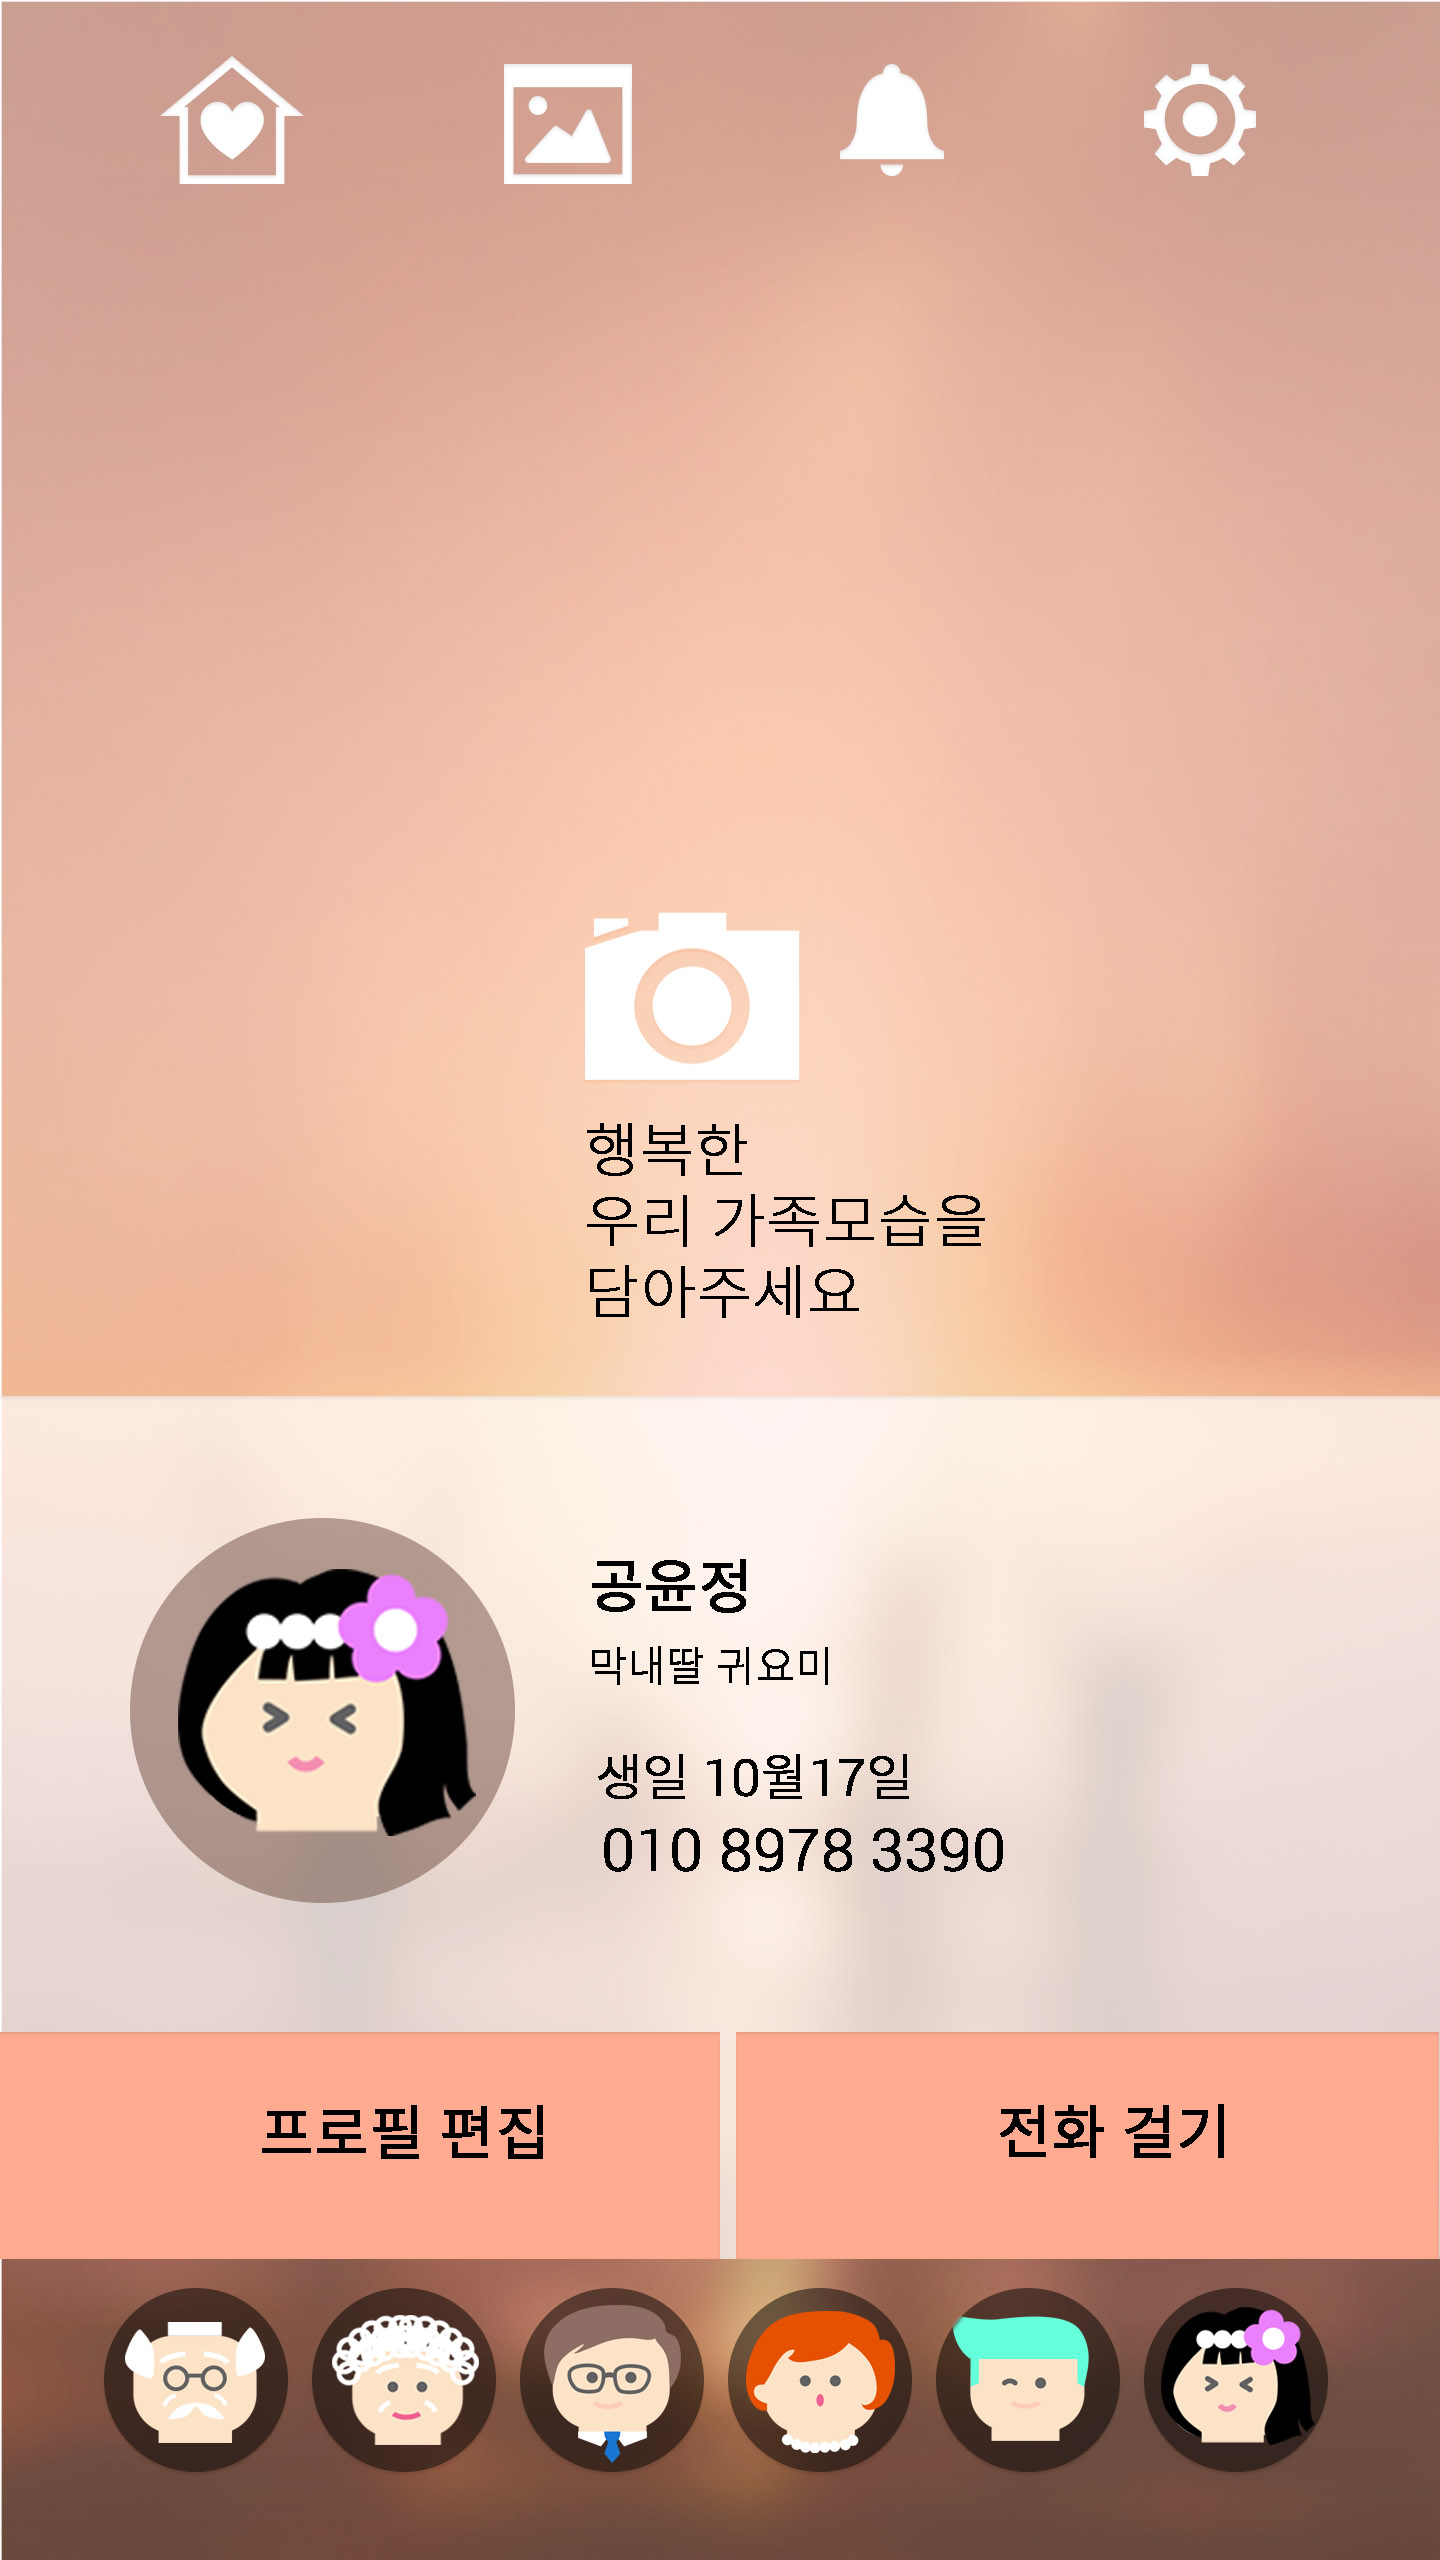 행복한
우리 가족모습을
담아주세요
공윤정
막내딸 귀요미
생일 10월17일
010 8978 3390
프로필 편집
전화 걸기